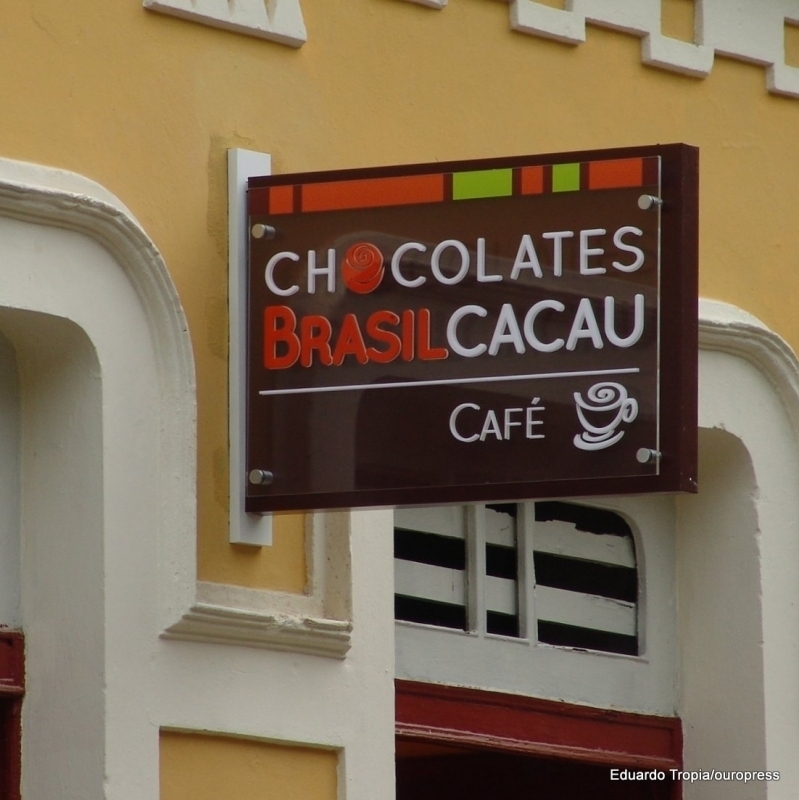 CHOCOLATES
BRASILCACAU
CAFÉ
Eduardo Tropia/ouropress